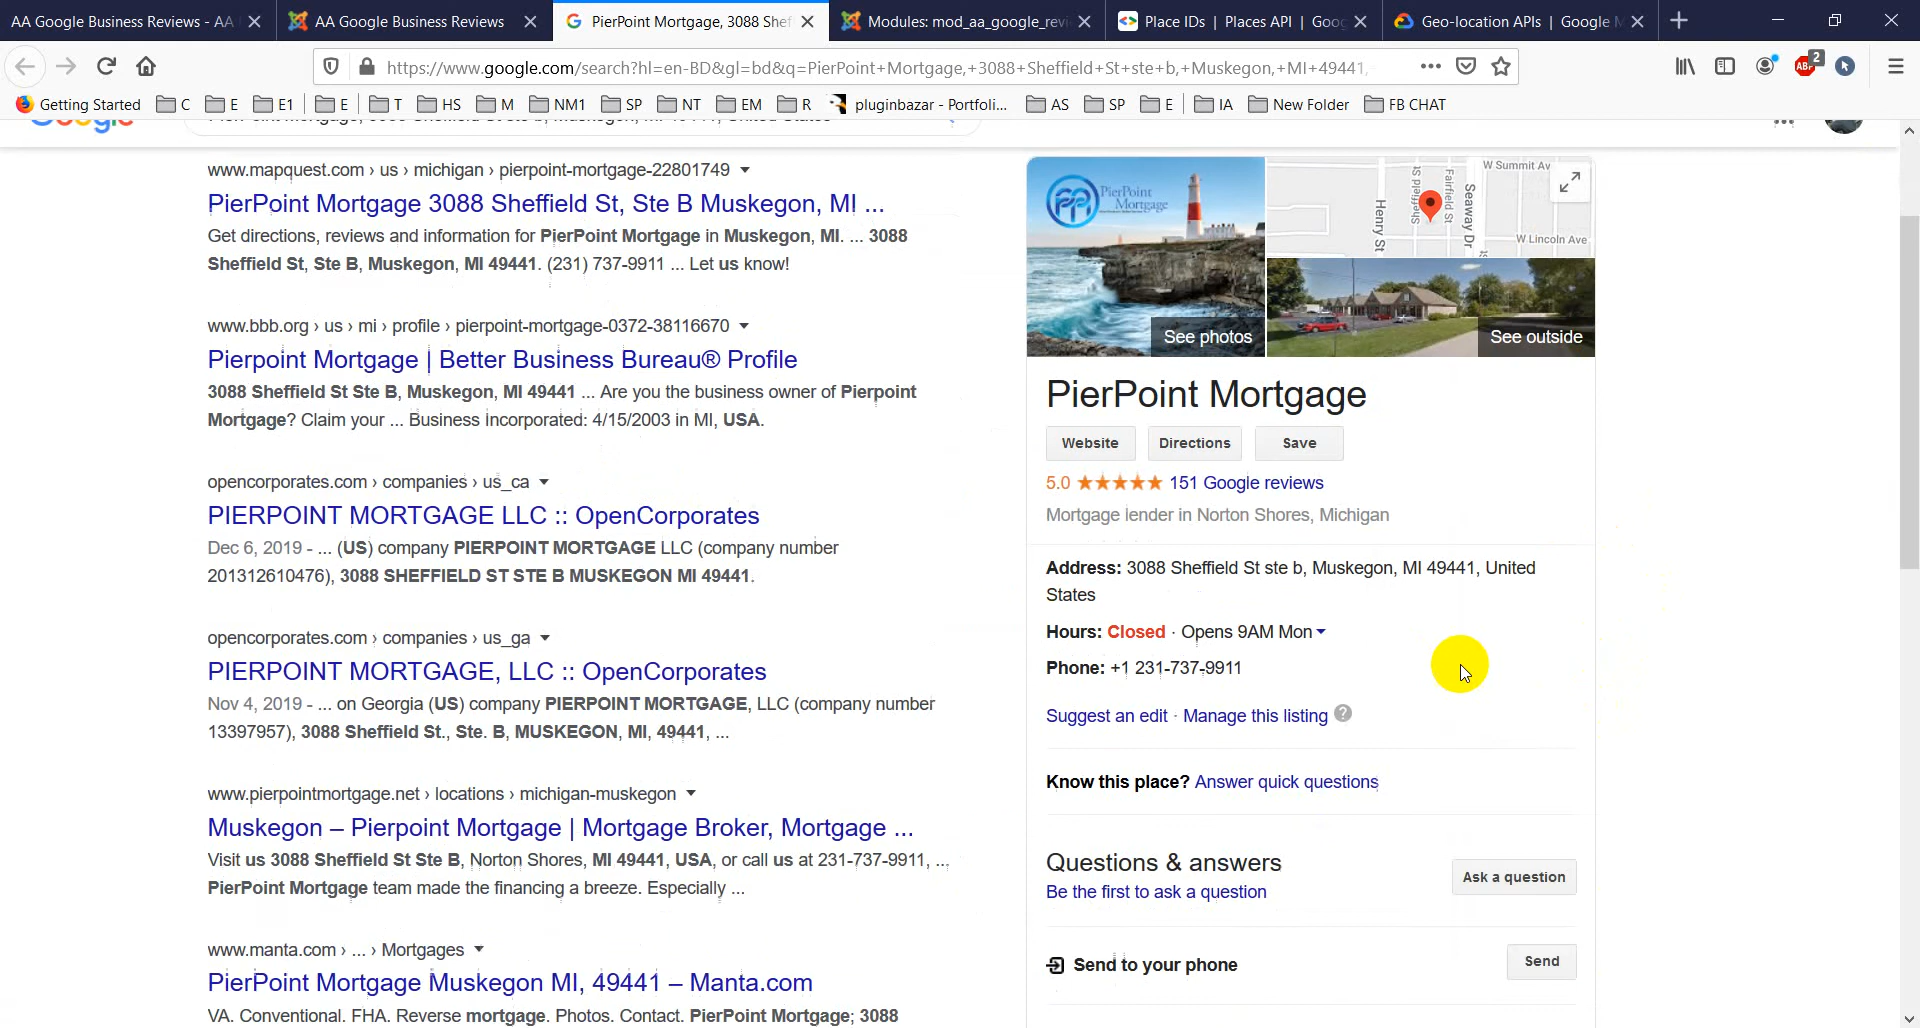 AA Google Business Reviews - AA
AA Google Business Reviews
PierPoint Mortgage, 3088 Shef
Modules: mod_aa_google_revi
Place IDs | Places API | Goo
Geo-location APIs | Google M
https://www.google.com/search?hl=en-BD&gl=bd&q=PierPoint+Mortgage,+3088+Sheffield+St+ste+b,+Muskegon,+MI+49441,
ABP
2
Getting Started
C
E
E1
E
T
HS
M
NM1
SP
NT
EM
R
pluginbazar - Portfoli...
AS
SP
E
IA
New Folder
FB CHAT
www.mapquest.com › us › michigan › pierpoint-mortgage-22801749
PierPoint Mortgage 3088 Sheffield St, Ste B Muskegon, MI ...
Get directions, reviews and information for PierPoint Mortgage in Muskegon, MI. ... 3088
Sheffield St, Ste B, Muskegon, MI 49441. (231) 737-9911 ... Let us know!
www.bbb.org › us › mi › profile › pierpoint-mortgage-0372-38116670
Pierpoint Mortgage | Better Business Bureau® Profile
3088 Sheffield St Ste B, Muskegon, MI 49441 ... Are you the business owner of Pierpoint
Mortgage? Claim your ... Business incorporated: 4/15/2003 in MI, USA.
opencorporates.com › companies › us_ca
PIERPOINT MORTGAGE LLC :: OpenCorporates
Dec 6, 2019 - ... (US) company PIERPOINT MORTGAGE LLC (company number
201312610476), 3088 SHEFFIELD ST STE B MUSKEGON MI 49441.
opencorporates.com › companies › us_ga
PIERPOINT MORTGAGE, LLC :: OpenCorporates
Nov 4, 2019 - ... on Georgia (US) company PIERPOINT MORTGAGE, LLC (company number
13397957), 3088 Sheffield St., Ste. B, MUSKEGON, MI, 49441, ...
www.pierpointmortgage.net › locations › michigan-muskegon
Muskegon – Pierpoint Mortgage | Mortgage Broker, Mortgage ...
Visit us 3088 Sheffield St Ste B, Norton Shores, MI 49441, USA, or call us at 231-737-9911, ...
PierPoint Mortgage team made the financing a breeze. Especially ...
www.manta.com › ... › Mortgages
PierPoint Mortgage Muskegon MI, 49441 – Manta.com
VA. Conventional. FHA. Reverse mortgage. Photos. Contact. PierPoint Mortgage; 3088
PierPoint
Mortgage
See photos
W Summit Av
Henry St
Sheffield St
Fairfield St
Seaway Dr
W Lincoln Ave
See outside
PierPoint Mortgage
Website
Directions
Save
5.0 ★★★★★ 151 Google reviews
Mortgage lender in Norton Shores, Michigan
Address: 3088 Sheffield St ste b, Muskegon, MI 49441, United
States
Hours: Closed · Opens 9AM Mon
Phone: +1 231-737-9911
Suggest an edit · Manage this listing ?
Know this place? Answer quick questions
Questions & answers
Be the first to ask a question
Ask a question
Send to your phone
Send